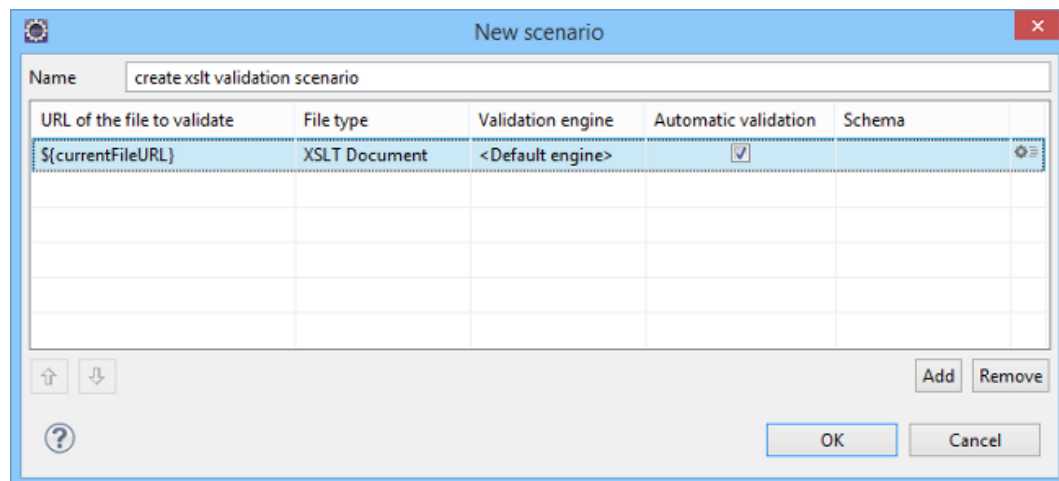 New scenario
Name create xslt validation scenario
URL of the file to validate File type Validation engine Automatic validation Schema
${currentFileURL} XSLT Document <Default engine>
Add Remove
? OK Cancel